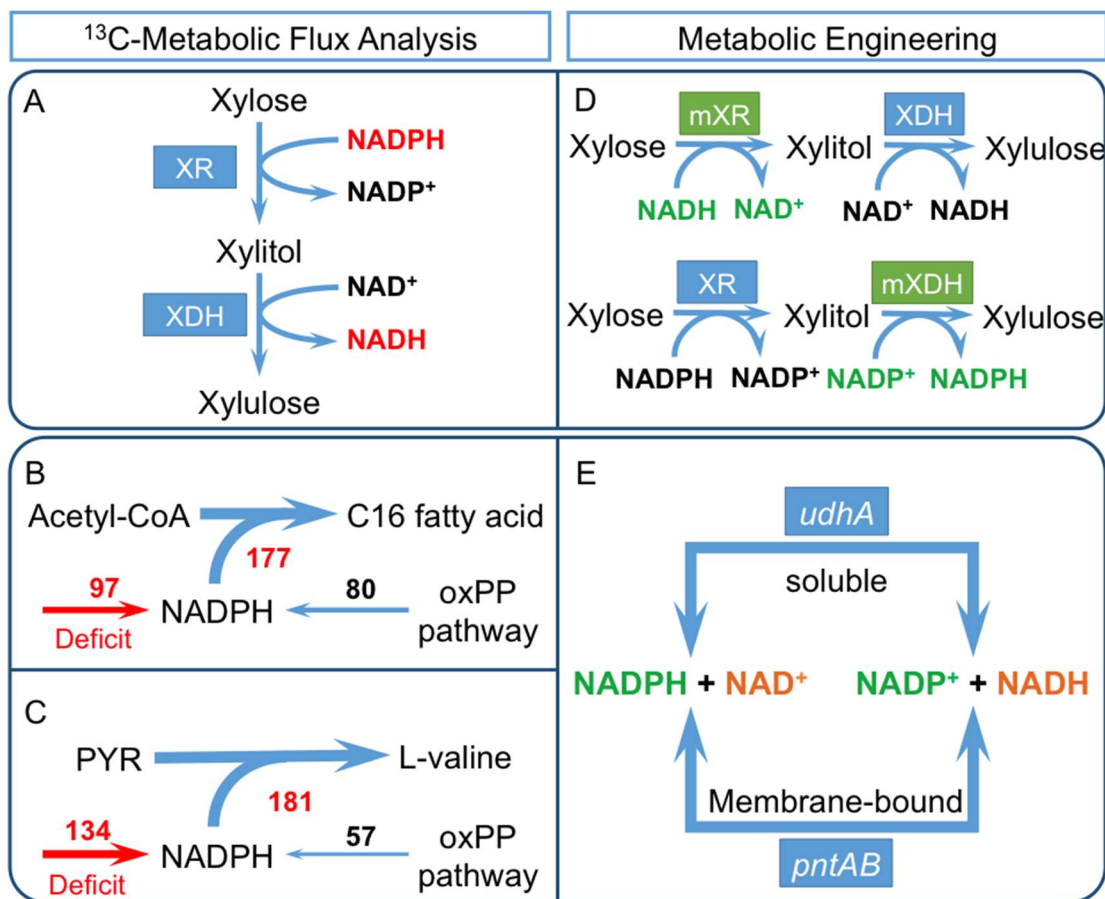 ¹³C-Metabolic Flux Analysis
Metabolic Engineering
A
Xylose
XR
NADPH
NADP⁺
Xylitol
XDH
NAD⁺
NADH
Xylulose
B
Acetyl-CoA
C16 fatty acid
177
97
Deficit
NADPH
80
oxPP
pathway
C
PYR
L-valine
181
134
Deficit
NADPH
57
oxPP
pathway
D
mXR
XDH
Xylose
Xylitol
Xylulose
NADH NAD⁺
NAD⁺ NADH
XR
mXDH
Xylose
Xylitol
Xylulose
NADPH NADP⁺
NADP⁺ NADPH
E
udhA
soluble
NADPH + NAD⁺
NADP⁺ + NADH
Membrane-bound
pntAB